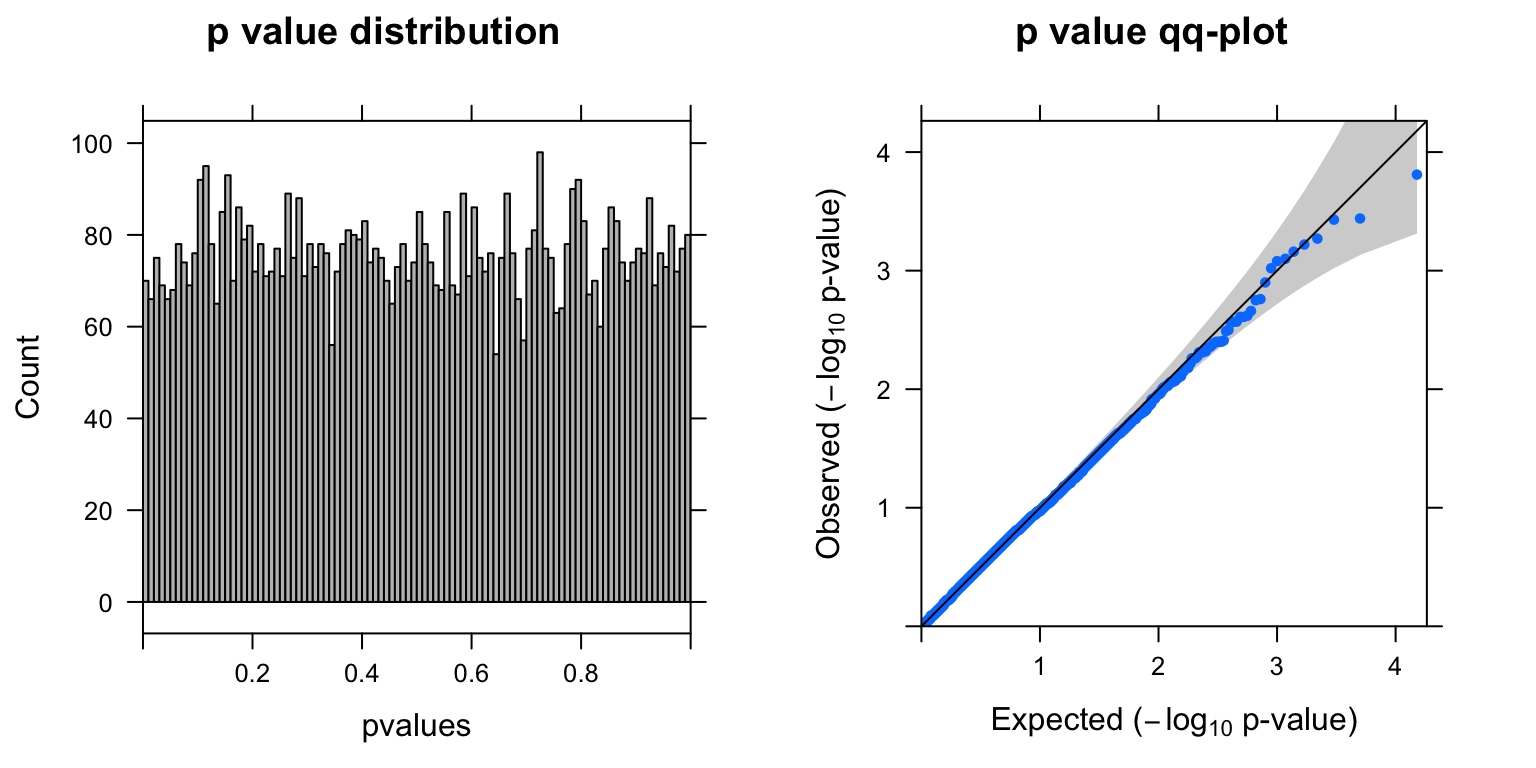 p value distribution
100
80
60
40
20
0
Count
0.2 0.4 0.6 0.8
pvalues
p value qq-plot
4
3
2
1
Observed (−log10 p-value)
1 2 3 4
Expected (−log10 p-value)